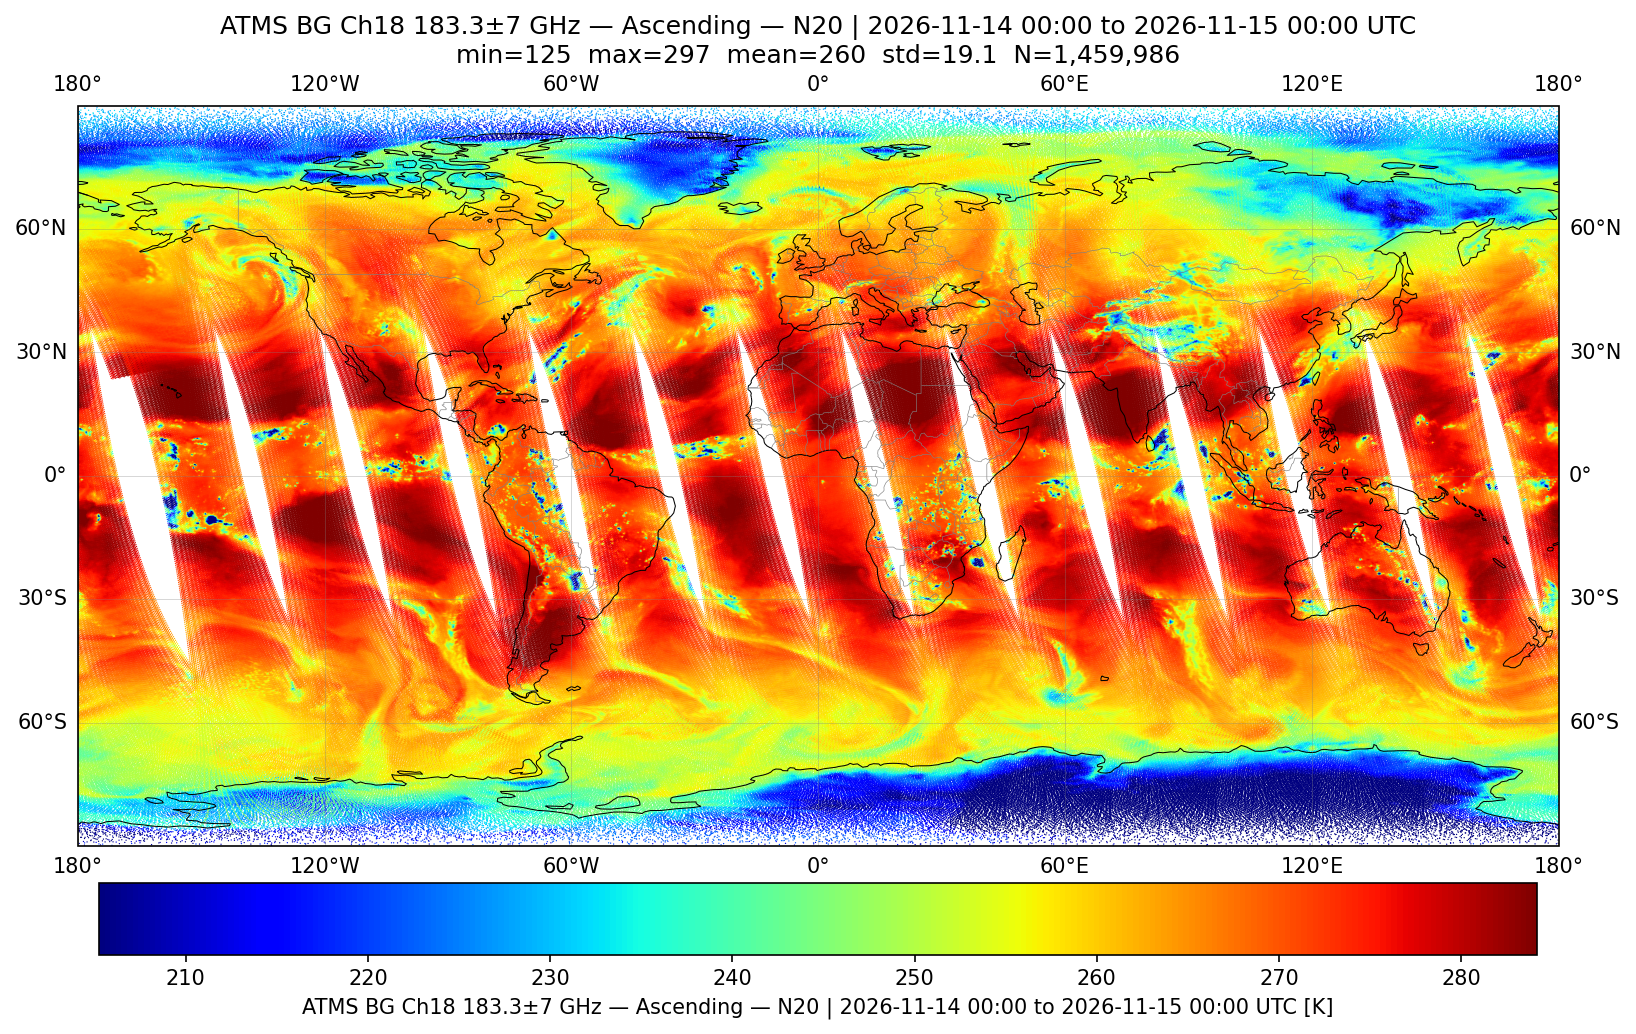 ATMS BG Ch18 183.3±7 GHz — Ascending — N20 | 2026-11-14 00:00 to 2026-11-15 00:00 UTC
min=125 max=297 mean=260 std=19.1 N=1,459,986
180° 120°W 60°W 0° 60°E 120°E 180°
60°N 60°N
30°N 30°N
0° 0°
30°S 30°S
60°S 60°S
180° 120°W 60°W 0° 60°E 120°E 180°
210 220 230 240 250 260 270 280
ATMS BG Ch18 183.3±7 GHz — Ascending — N20 | 2026-11-14 00:00 to 2026-11-15 00:00 UTC [K]